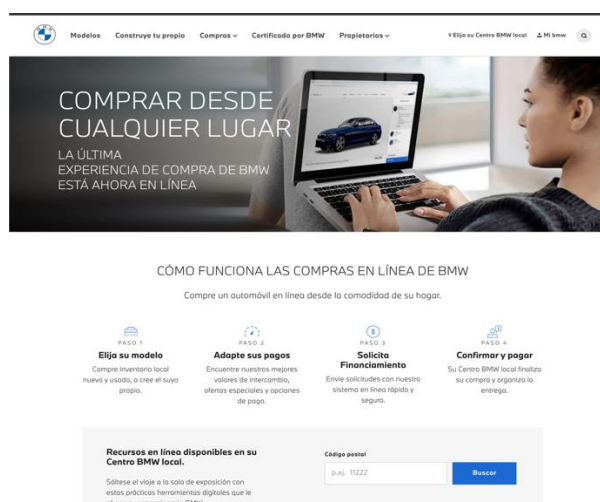 Modelos Construye tu propio Compras Certificado por BMW Propietarios Elija su Centro BMW local Mi bmw
COMPRAR DESDE
CUALQUIER LUGAR
LA ÚLTIMA
EXPERIENCIA DE COMPRA DE BMW
ESTÁ AHORA EN LÍNEA
CÓMO FUNCIONA LAS COMPRAS EN LÍNEA DE BMW
Compre un automóvil en línea desde la comodidad de su hogar.
PASO 1
Elija su modelo
Compre inventario local
nuevo y usado, o cree el suyo
propio.
PASO 2
Adapte sus pagos
Encuentre nuestros mejores
valores de intercambio,
ofertas especiales y opciones
de pago.
PASO 3
Solicita
Financiamiento
Envíe solicitudes con nuestro
sistema en línea rápido y
seguro.
PASO 4
Confirmar y pagar
Su Centro BMW local finaliza
su compra y organiza la
entrega.
Recursos en línea disponibles en su
Centro BMW local.
Sáltese el viaje a la sala de exposición con
estas prácticas herramientas digitales que le
Código postal
p.ej. 11222
Buscar